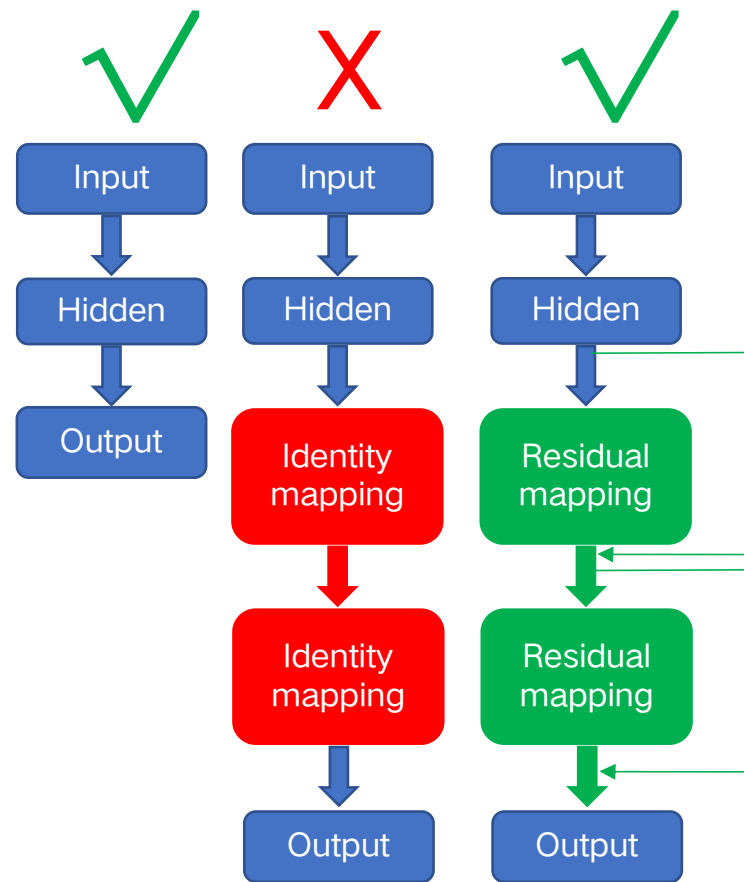 X
Input
Hidden
Output
Input
Hidden
Identity
mapping
Identity
mapping
Output
Input
Hidden
Residual
mapping
Residual
mapping
Output